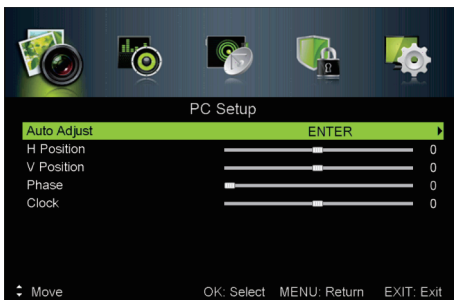 PC Setup
Auto Adjust ENTER
H Position 0
V Position 0
Phase 0
Clock 0
Move OK: Select MENU: Return EXIT: Exit